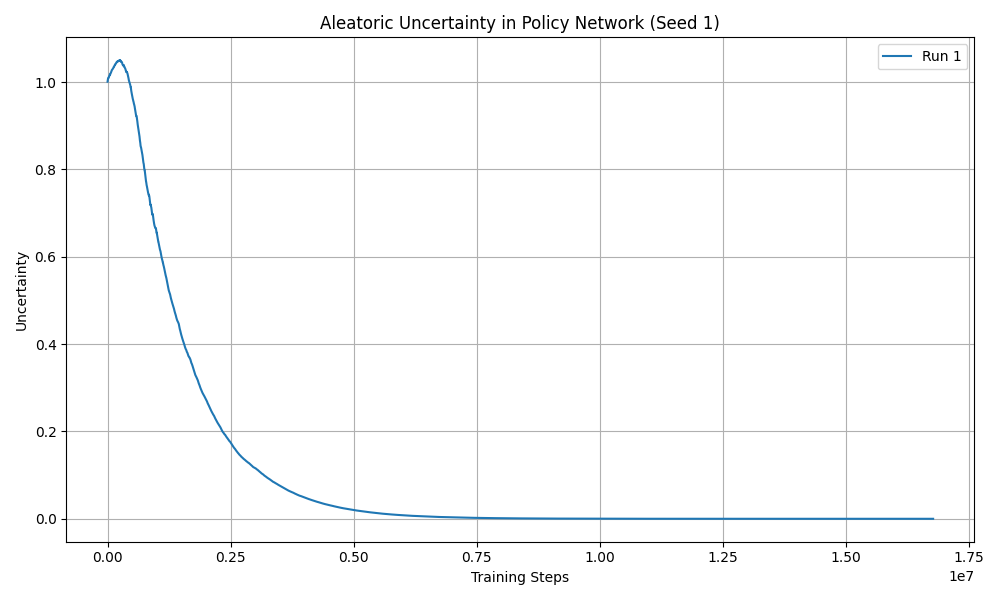 Aleatoric Uncertainty in Policy Network (Seed 1)
Run 1
Uncertainty
1.0
0.8
0.6
0.4
0.2
0.0
0.00 0.25 0.50 0.75 1.00 1.25 1.50 1.75
1e7
Training Steps